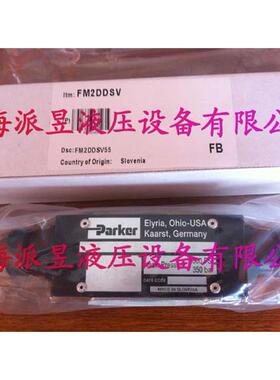 Itm: FM2DDSV
海派昱液压设备有限公
Dsc: FM2DDSV55
FB
Country of Origin: Slovenia
Parker
Elyria, Ohio-USA
Kaarst, Germany
350 bar
date code
MADE IN SLOVENIA
海派昱液压设备有限公